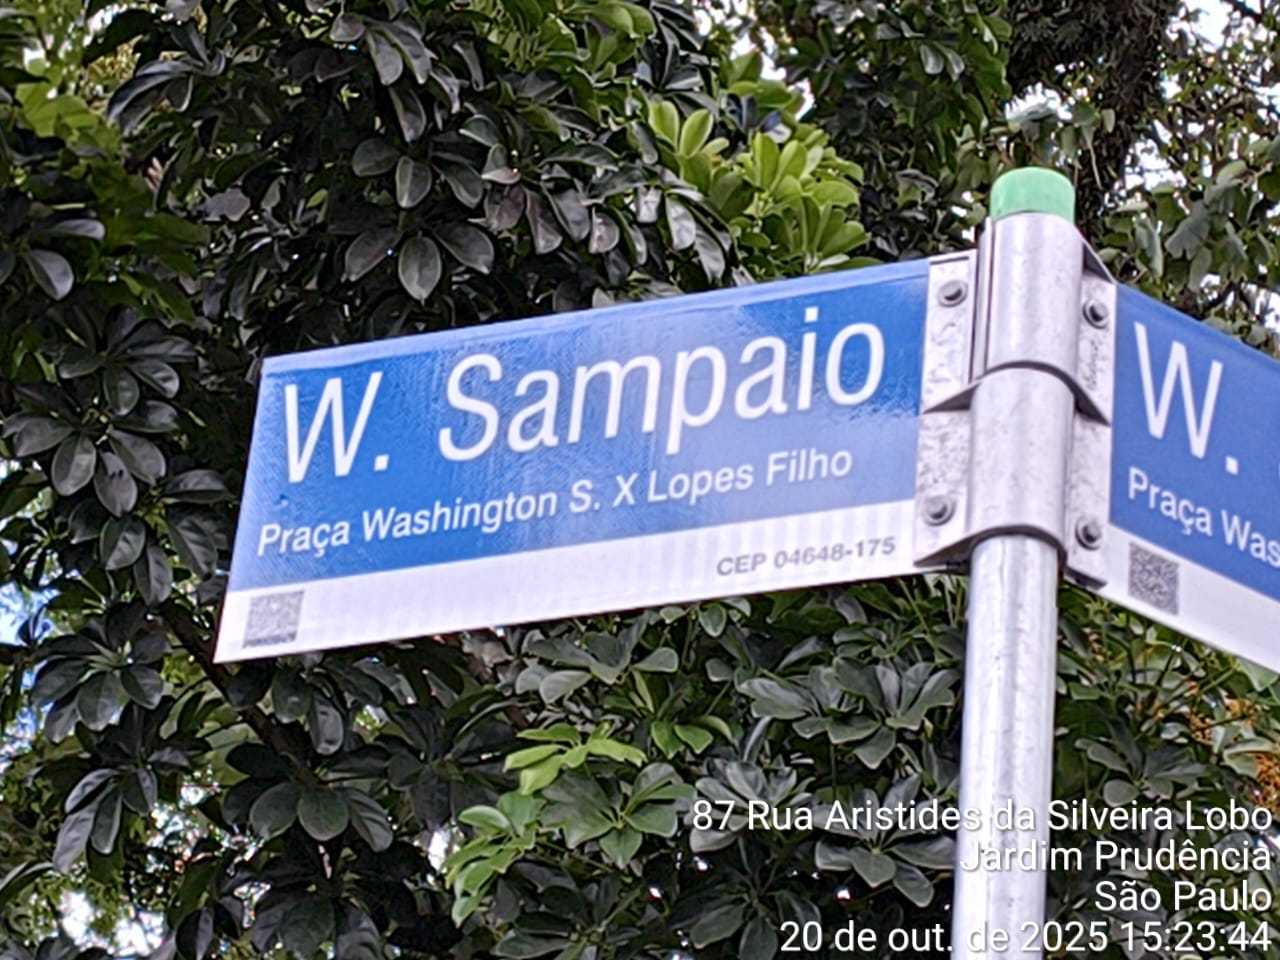 W. Sampaio
Praça Washington S. X Lopes Filho
CEP 04648-175
W.
Praça Was
87 Rua Aristides da Silveira Lobo
Jardim Prudência
São Paulo
20 de out. de 2025 15:23:44